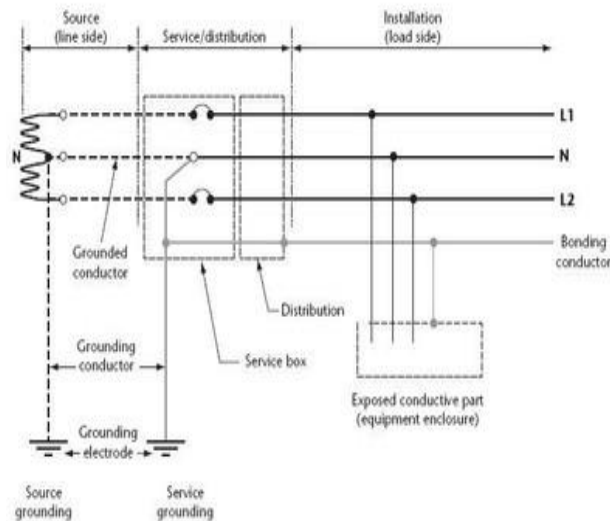 Source
(line side)
Service/distribution
Installation
(load side)
L1
N
N
L2
Grounded
conductor
Bonding
conductor
Distribution
Grounding
conductor
Service box
Exposed conductive part
(equipment enclosure)
Grounding
electrode
Source
grounding
Service
grounding